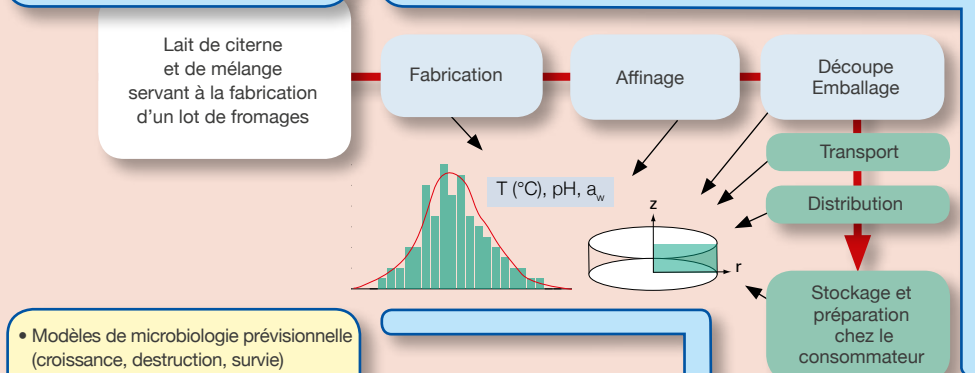 Lait de citerne
et de mélange
servant à la fabrication
d'un lot de fromages
Fabrication
Affinage
Découpe
Emballage
Transport
Distribution
T (°C), pH, a_w
z
r
Stockage et
préparation
chez le
consommateur
• Modèles de microbiologie prévisionnelle
(croissance, destruction, survie)